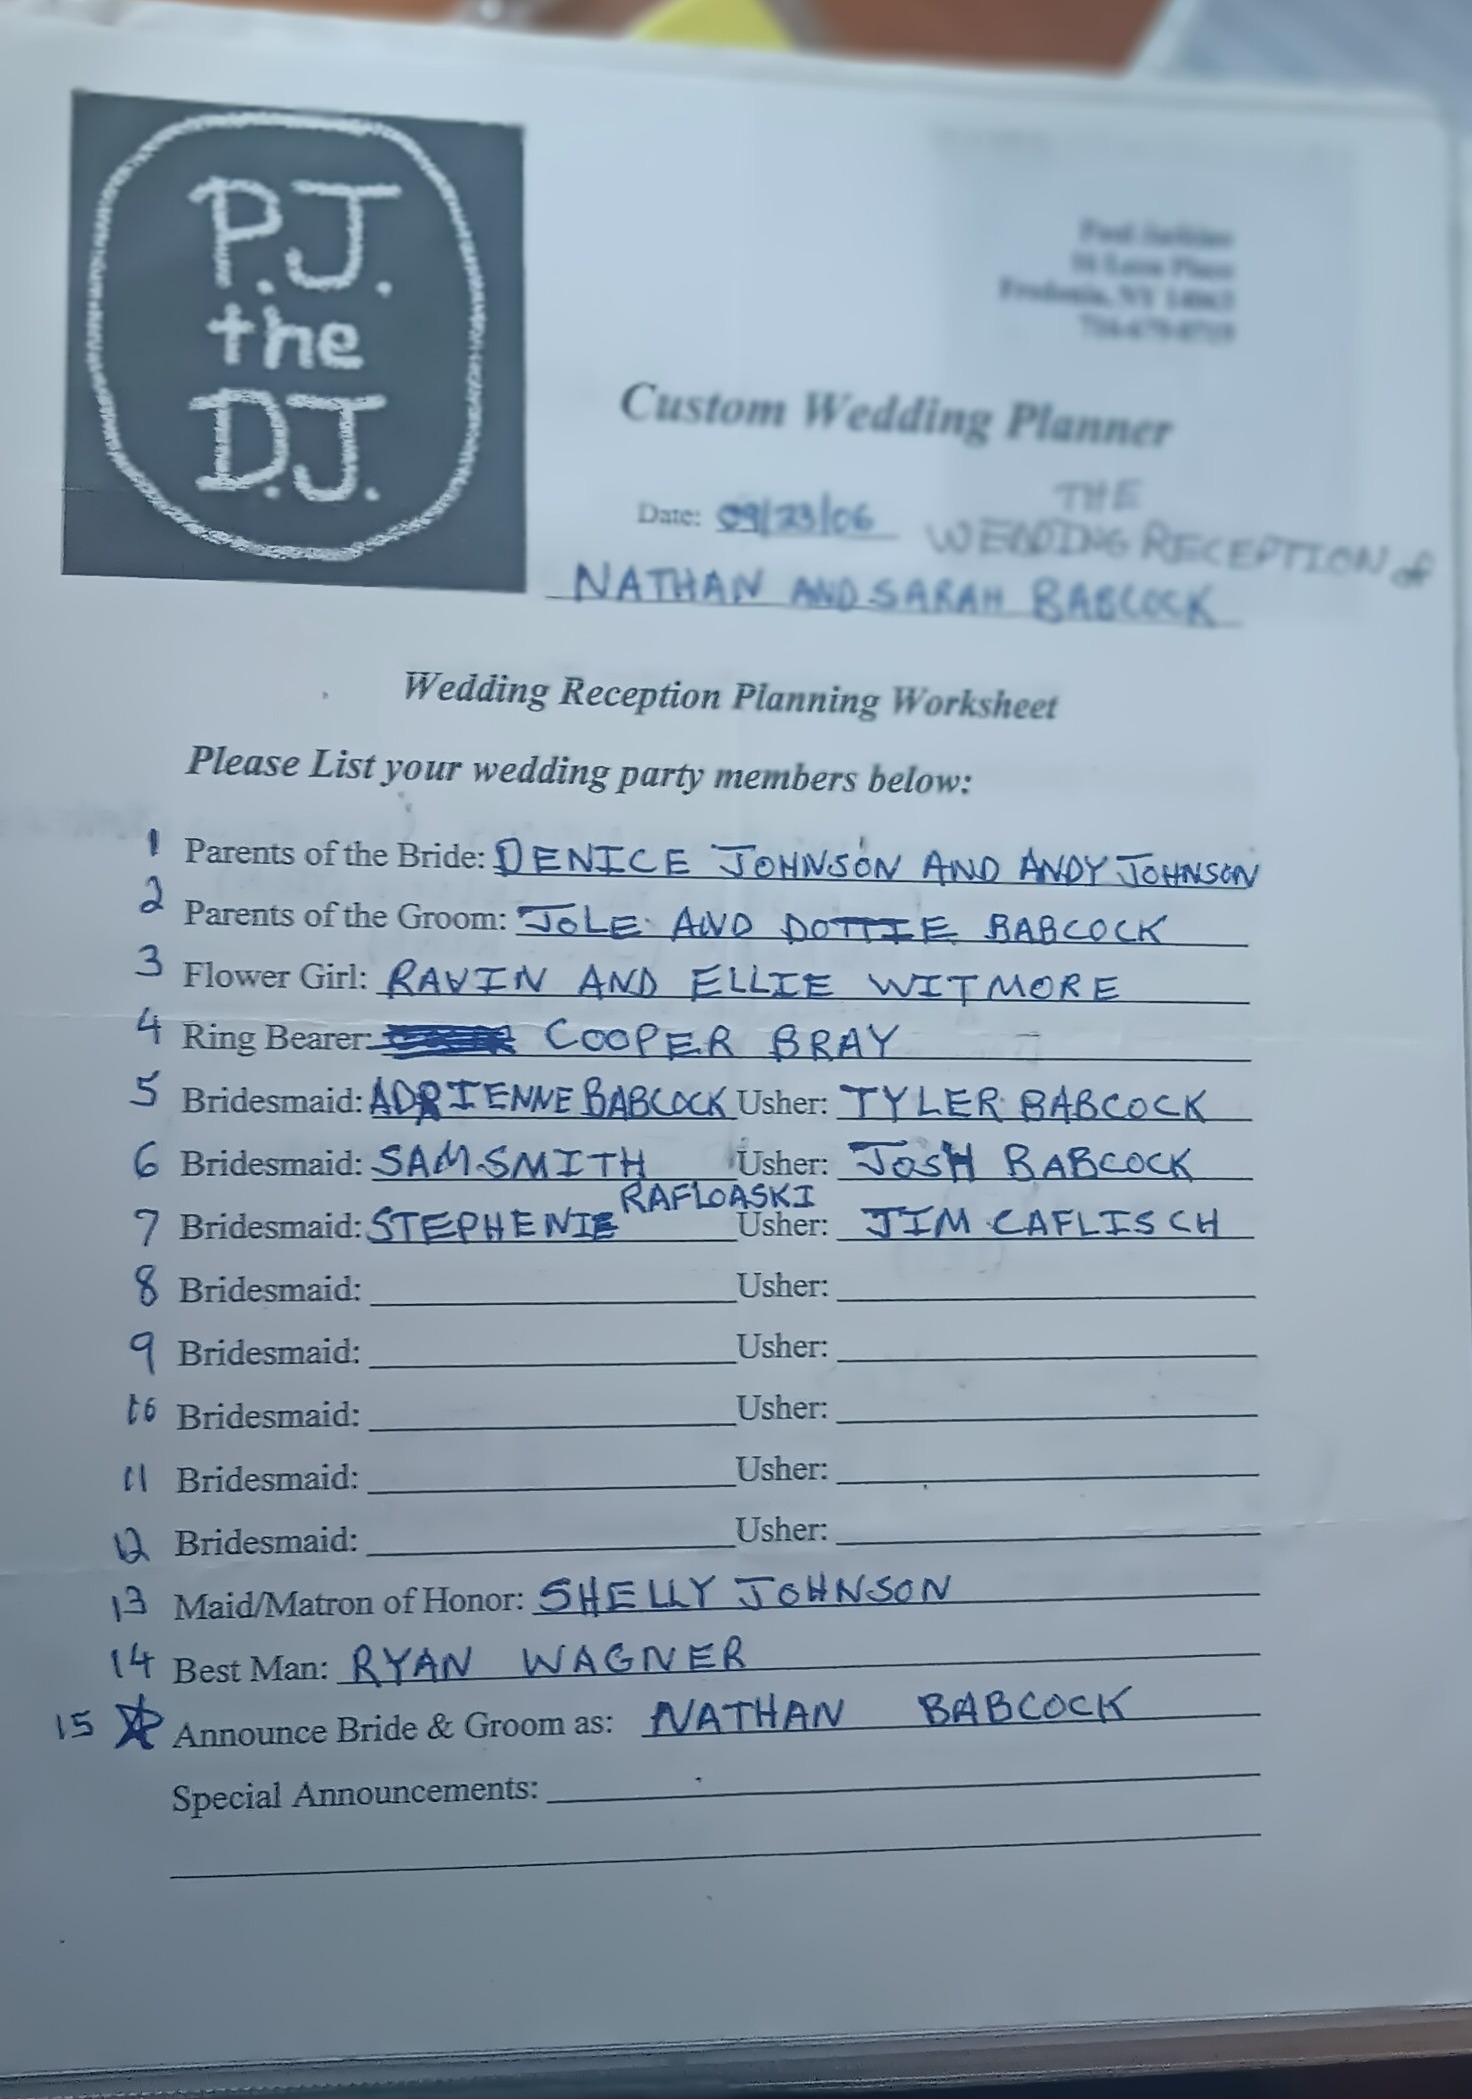 P.J.
the
D.J.
Fredonia, NY 14063
Custom Wedding Planner
Date: 09/23/06 THE
WEDDING RECEPTION of
NATHAN AND SARAH BABCOCK
Wedding Reception Planning Worksheet
Please List your wedding party members below:
1 Parents of the Bride: DENICE JOHNSON AND ANDY JOHNSON
2 Parents of the Groom: JOLE AND DOTTIE BABCOCK
3 Flower Girl: RAVIN AND ELLIE WITMORE
4 Ring Bearer: COOPER BRAY
5 Bridesmaid: ADRIENNE BABCOCK Usher: TYLER BABCOCK
6 Bridesmaid: SAM SMITH Usher: JOSH BABCOCK
7 Bridesmaid: STEPHENIE RAFLOASKI Usher: JIM CAFLISCH
8 Bridesmaid: Usher:
9 Bridesmaid: Usher:
10 Bridesmaid: Usher:
11 Bridesmaid: Usher:
12 Bridesmaid: Usher:
13 Maid/Matron of Honor: SHELLY JOHNSON
14 Best Man: RYAN WAGNER
15 Announce Bride & Groom as: NATHAN BABCOCK
Special Announcements: